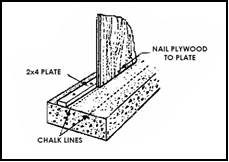 NAIL PLYWOOD
TO PLATE
2x4 PLATE
CHALK LINES